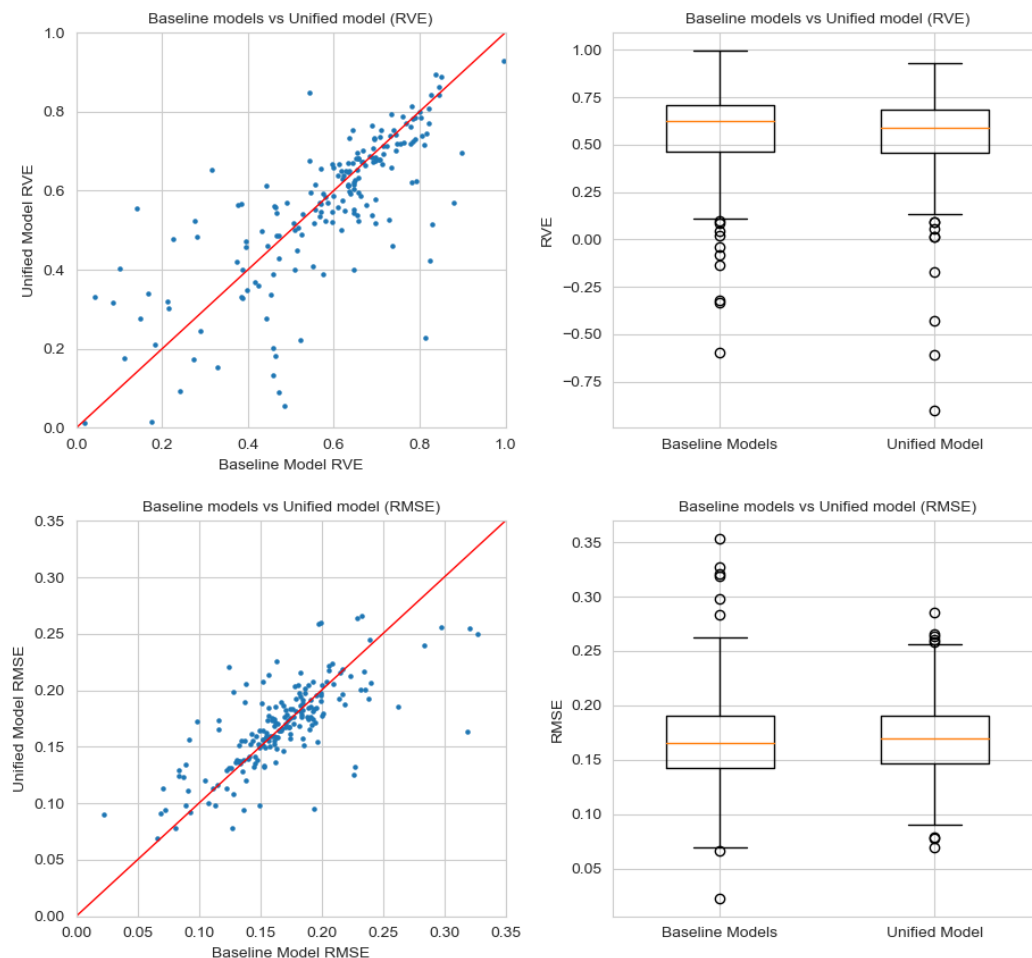 Baseline models vs Unified model (RVE)
1.0
0.8
0.6
0.4
0.2
0.0
Unified Model RVE
0.0 0.2 0.4 0.6 0.8 1.0
Baseline Model RVE
Baseline models vs Unified model (RVE)
1.00
0.75
0.50
0.25
0.00
−0.25
−0.50
−0.75
RVE
Baseline Models Unified Model
Baseline models vs Unified model (RMSE)
0.35
0.30
0.25
0.20
0.15
0.10
0.05
0.00
Unified Model RMSE
0.00 0.05 0.10 0.15 0.20 0.25 0.30 0.35
Baseline Model RMSE
Baseline models vs Unified model (RMSE)
0.35
0.30
0.25
0.20
0.15
0.10
0.05
RMSE
Baseline Models Unified Model